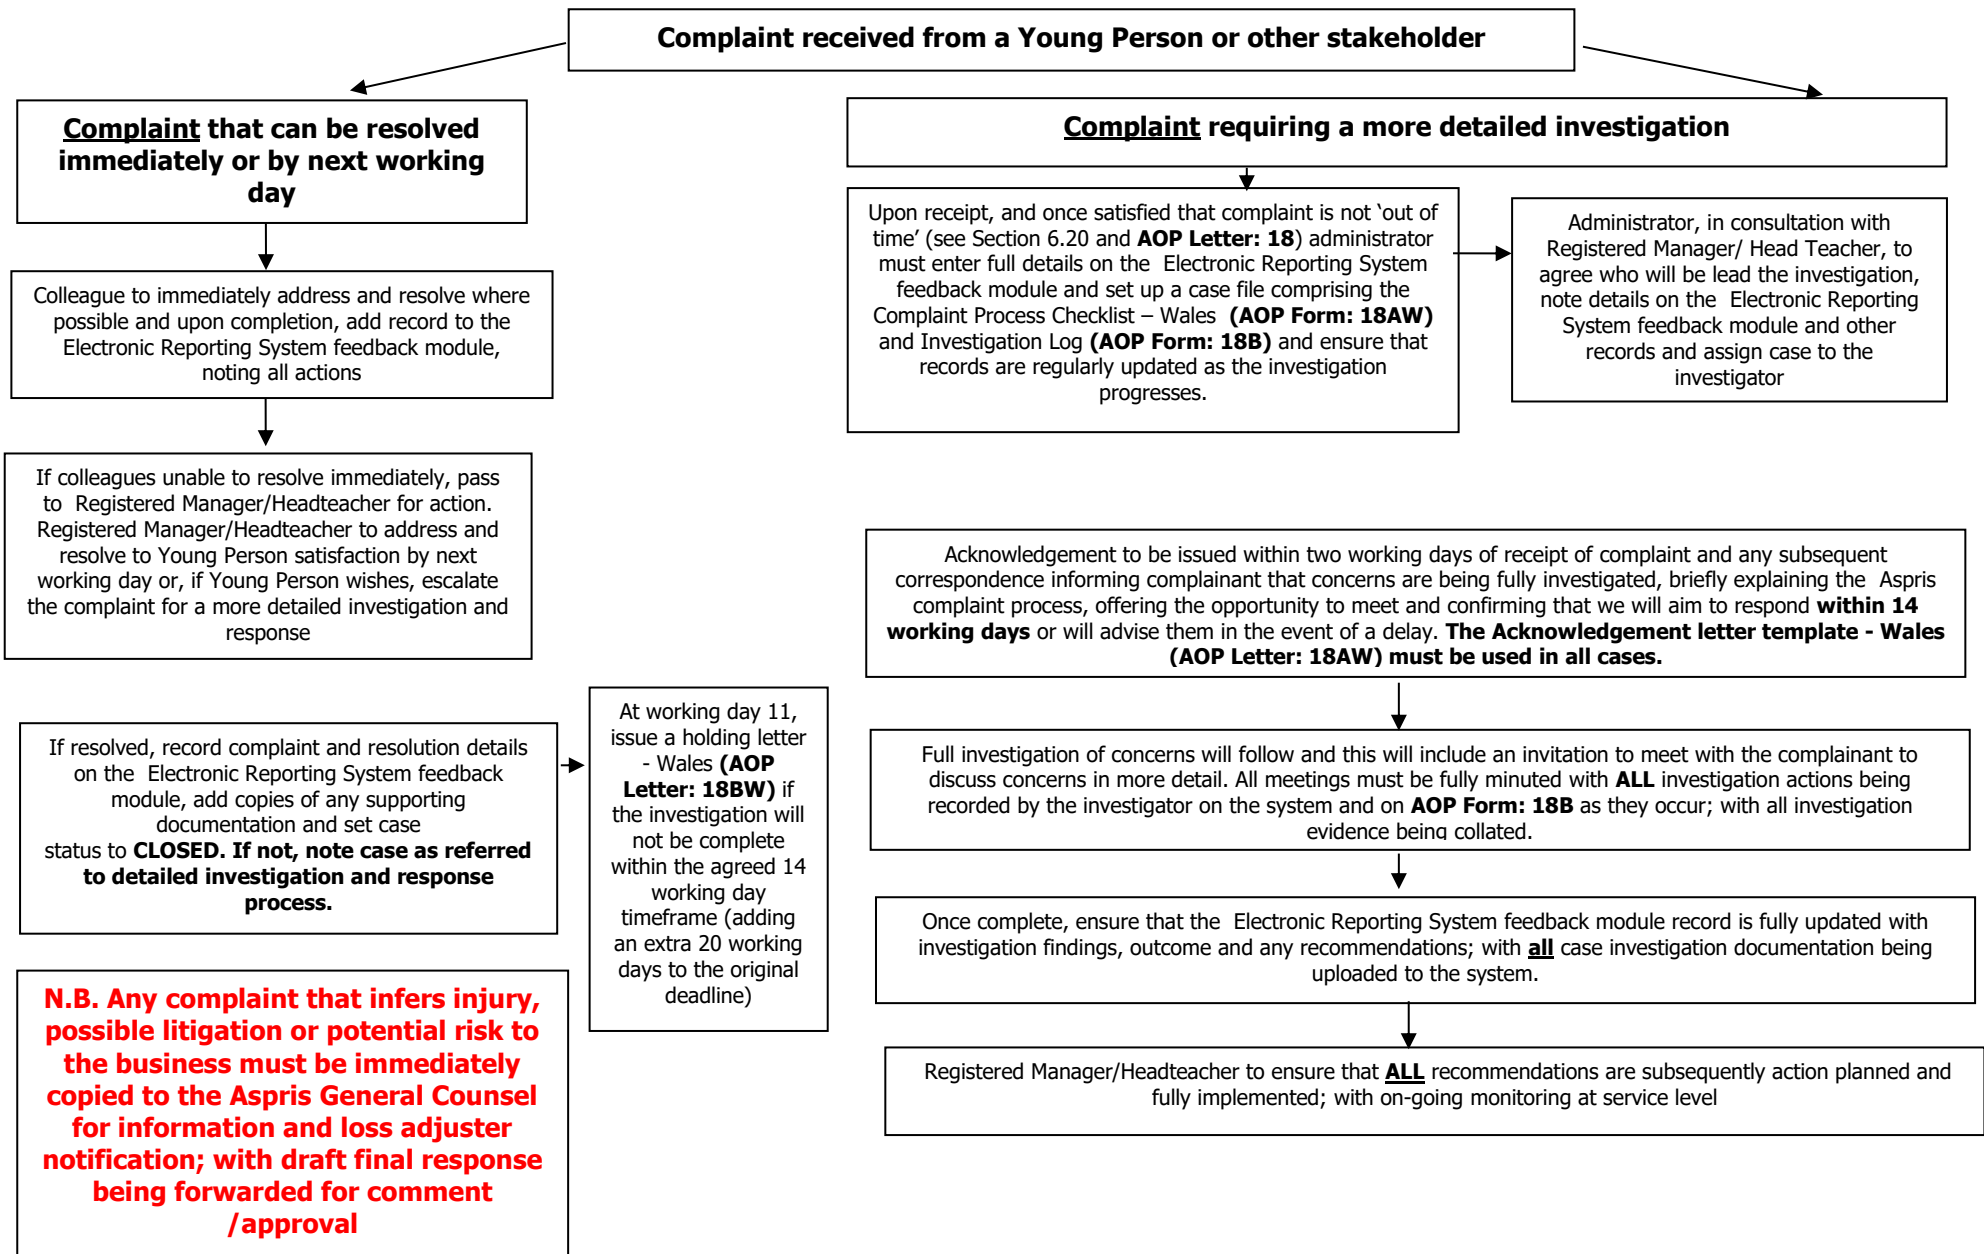 Complaint received from a Young Person or other stakeholder
Complaint that can be resolved
immediately or by next working
day
Colleague to immediately address and resolve where
possible and upon completion, add record to the
Electronic Reporting System feedback module,
noting all actions
If colleagues unable to resolve immediately, pass
to Registered Manager/Headteacher for action.
Registered Manager/Headteacher to address and
resolve to Young Person satisfaction by next
working day or, if Young Person wishes, escalate
the complaint for a more detailed investigation and
response
If resolved, record complaint and resolution details
on the Electronic Reporting System feedback
module, add copies of any supporting
documentation and set case
status to CLOSED. If not, note case as referred
to detailed investigation and response
process.
At working day 11,
issue a holding letter
- Wales (AOP
Letter: 18BW) if
the investigation will
not be complete
within the agreed 14
working day
timeframe (adding
an extra 20 working
days to the original
deadline)
N.B. Any complaint that infers injury,
possible litigation or potential risk to
the business must be immediately
copied to the Aspris General Counsel
for information and loss adjuster
notification; with draft final response
being forwarded for comment
/approval
Complaint requiring a more detailed investigation
Upon receipt, and once satisfied that complaint is not ‘out of
time’ (see Section 6.20 and AOP Letter: 18) administrator
must enter full details on the Electronic Reporting System
feedback module and set up a case file comprising the
Complaint Process Checklist – Wales (AOP Form: 18AW)
and Investigation Log (AOP Form: 18B) and ensure that
records are regularly updated as the investigation
progresses.
Administrator, in consultation with
Registered Manager/ Head Teacher, to
agree who will be lead the investigation,
note details on the Electronic Reporting
System feedback module and other
records and assign case to the
investigator
Acknowledgement to be issued within two working days of receipt of complaint and any subsequent
correspondence informing complainant that concerns are being fully investigated, briefly explaining the Aspris
complaint process, offering the opportunity to meet and confirming that we will aim to respond within 14
working days or will advise them in the event of a delay. The Acknowledgement letter template - Wales
(AOP Letter: 18AW) must be used in all cases.
Full investigation of concerns will follow and this will include an invitation to meet with the complainant to
discuss concerns in more detail. All meetings must be fully minuted with ALL investigation actions being
recorded by the investigator on the system and on AOP Form: 18B as they occur; with all investigation
evidence being collated.
Once complete, ensure that the Electronic Reporting System feedback module record is fully updated with
investigation findings, outcome and any recommendations; with all case investigation documentation being
uploaded to the system.
Registered Manager/Headteacher to ensure that ALL recommendations are subsequently action planned and
fully implemented; with on-going monitoring at service level